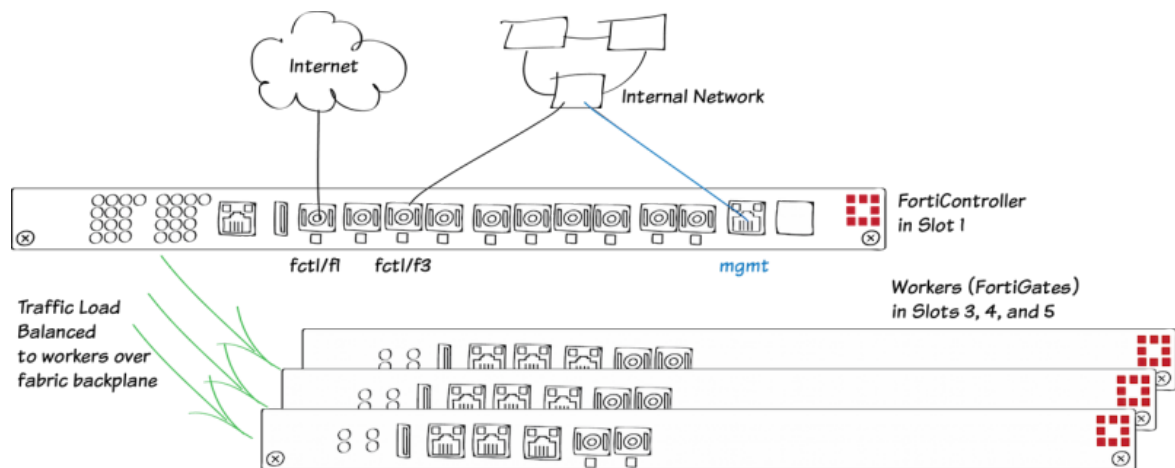 Internet
Internal Network
FortiController
in Slot 1
fctl/f1
fctl/f3
mgmt
Workers (FortiGates)
in Slots 3, 4, and 5
Traffic Load
Balanced
to workers over
fabric backplane